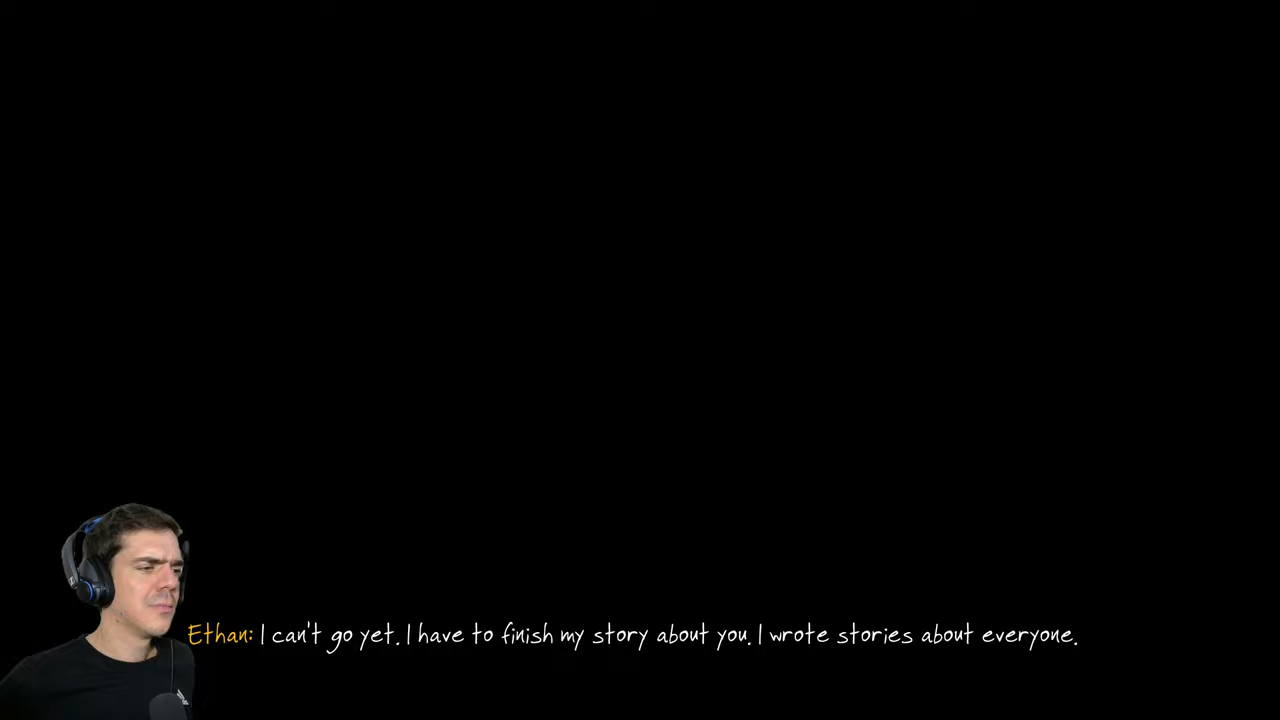 Ethan: I can't go yet. I have to finish my story about you. I wrote stories about everyone.